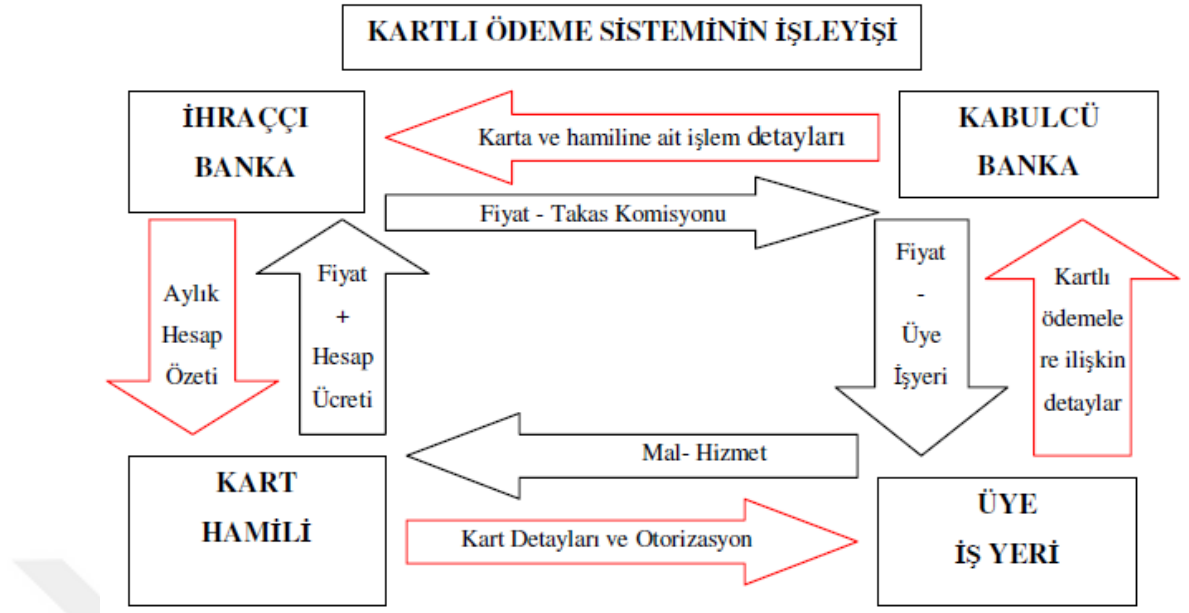 KARTLI ÖDEME SİSTEMİNİN İŞLEYİŞİ
İHRAÇÇI
BANKA
Karta ve hamiline ait işlem detayları
KABULCÜ
BANKA
Fiyat - Takas Komisyonu
Aylık
Hesap
Özeti
Fiyat
+
Hesap
Ücreti
Fiyat
-
Üye
İşyeri
Kartlı
ödemele
re ilişkin
detaylar
Mal- Hizmet
KART
HAMİLİ
Kart Detayları ve Otorizasyon
ÜYE
İŞ YERİ